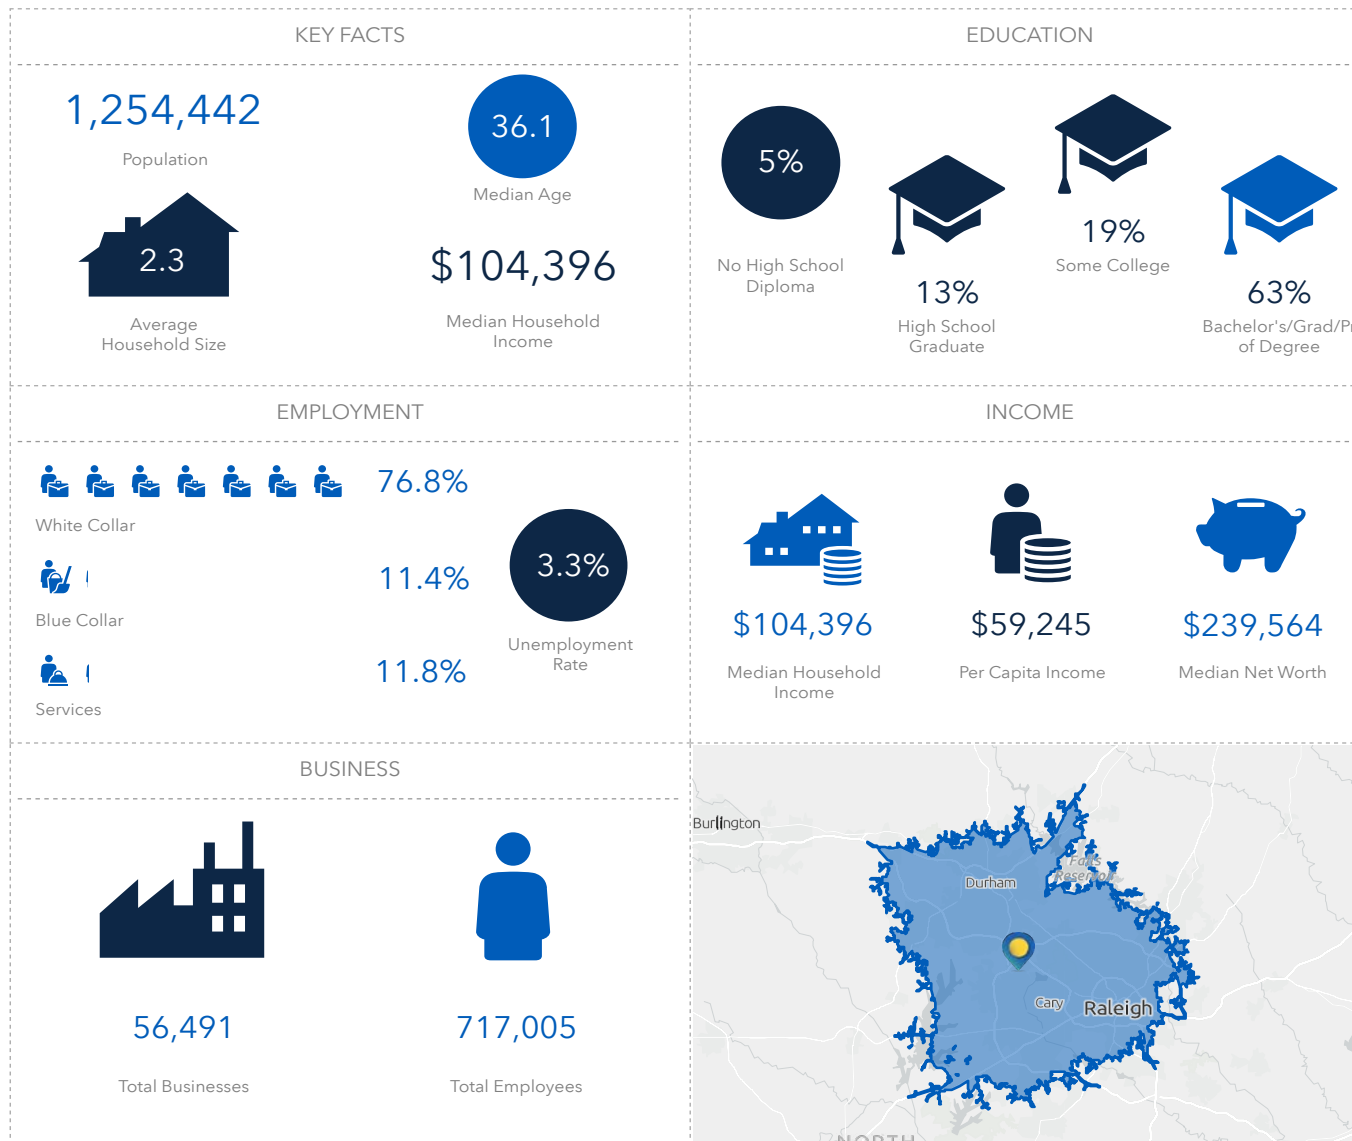 KEY FACTS
1,254,442
Population
36.1
Median Age
2.3
Average
Household Size
$104,396
Median Household
Income
EDUCATION
5%
No High School
Diploma
13%
High School
Graduate
19%
Some College
63%
Bachelor's/Grad/Pr
of Degree
EMPLOYMENT
76.8%
White Collar
11.4%
Blue Collar
11.8%
Services
3.3%
Unemployment
Rate
INCOME
$104,396
Median Household
Income
$59,245
Per Capita Income
$239,564
Median Net Worth
BUSINESS
56,491
Total Businesses
717,005
Total Employees
Burlington
Durham
Falls
Reservoir
Cary
Raleigh
NORTH